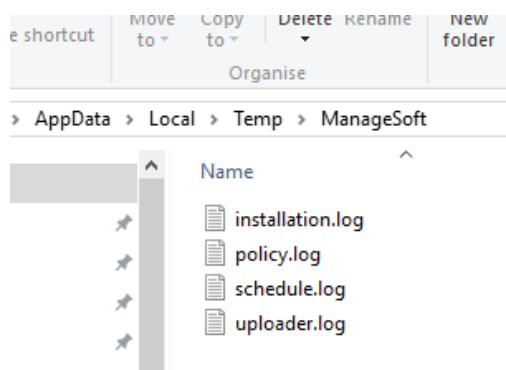 Move Copy Delete Rename New
e shortcut to to folder
Organise
> AppData > Local > Temp > ManageSoft
Name
installation.log
policy.log
schedule.log
uploader.log